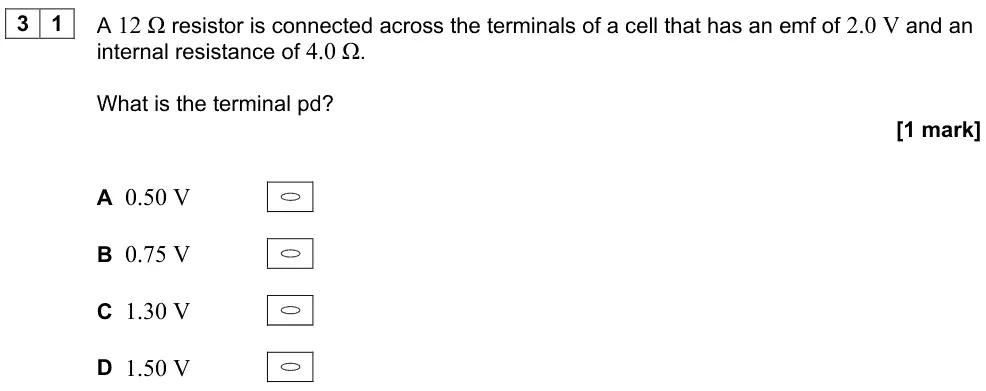 3 1 A 12 Ω resistor is connected across the terminals of a cell that has an emf of 2.0 V and an
internal resistance of 4.0 Ω.
What is the terminal pd?
[1 mark]
A 0.50 V
B 0.75 V
C 1.30 V
D 1.50 V